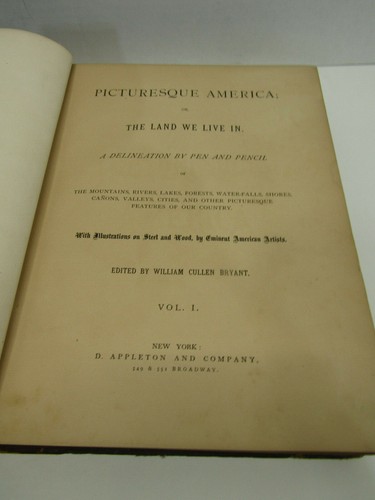 PICTURESQUE AMERICA;
OR,
THE LAND WE LIVE IN.
A DELINEATION BY PEN AND PENCIL
OF
THE MOUNTAINS, RIVERS, LAKES, FORESTS, WATER-FALLS, SHORES,
CAÑONS, VALLEYS, CITIES, AND OTHER PICTURESQUE
FEATURES OF OUR COUNTRY.
With Illustrations on Steel and Wood, by Eminent American Artists.
EDITED BY WILLIAM CULLEN BRYANT.
VOL. I.
NEW YORK:
D. APPLETON AND COMPANY,
549 & 551 BROADWAY.